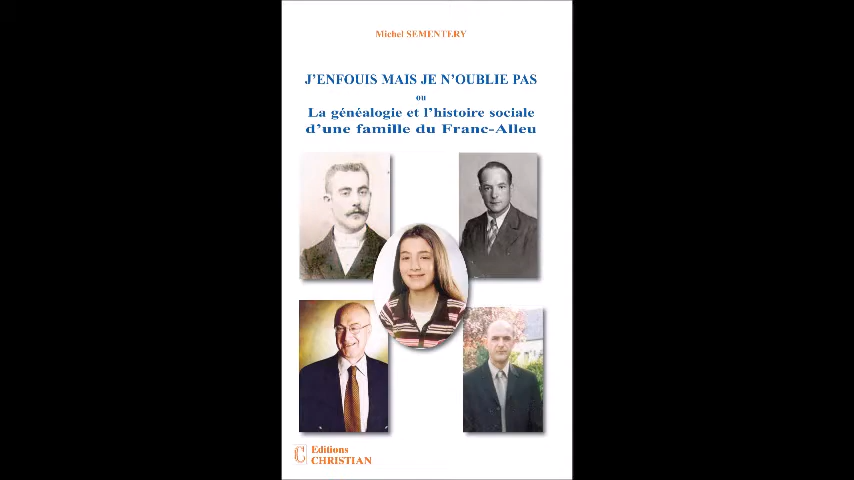 Michel SEMENTERY
J'ENFOUIS MAIS JE N'OUBLIE PAS
ou
La généalogie et l'histoire sociale
d'une famille du Franc-Alleu
C Editions
CHRISTIAN